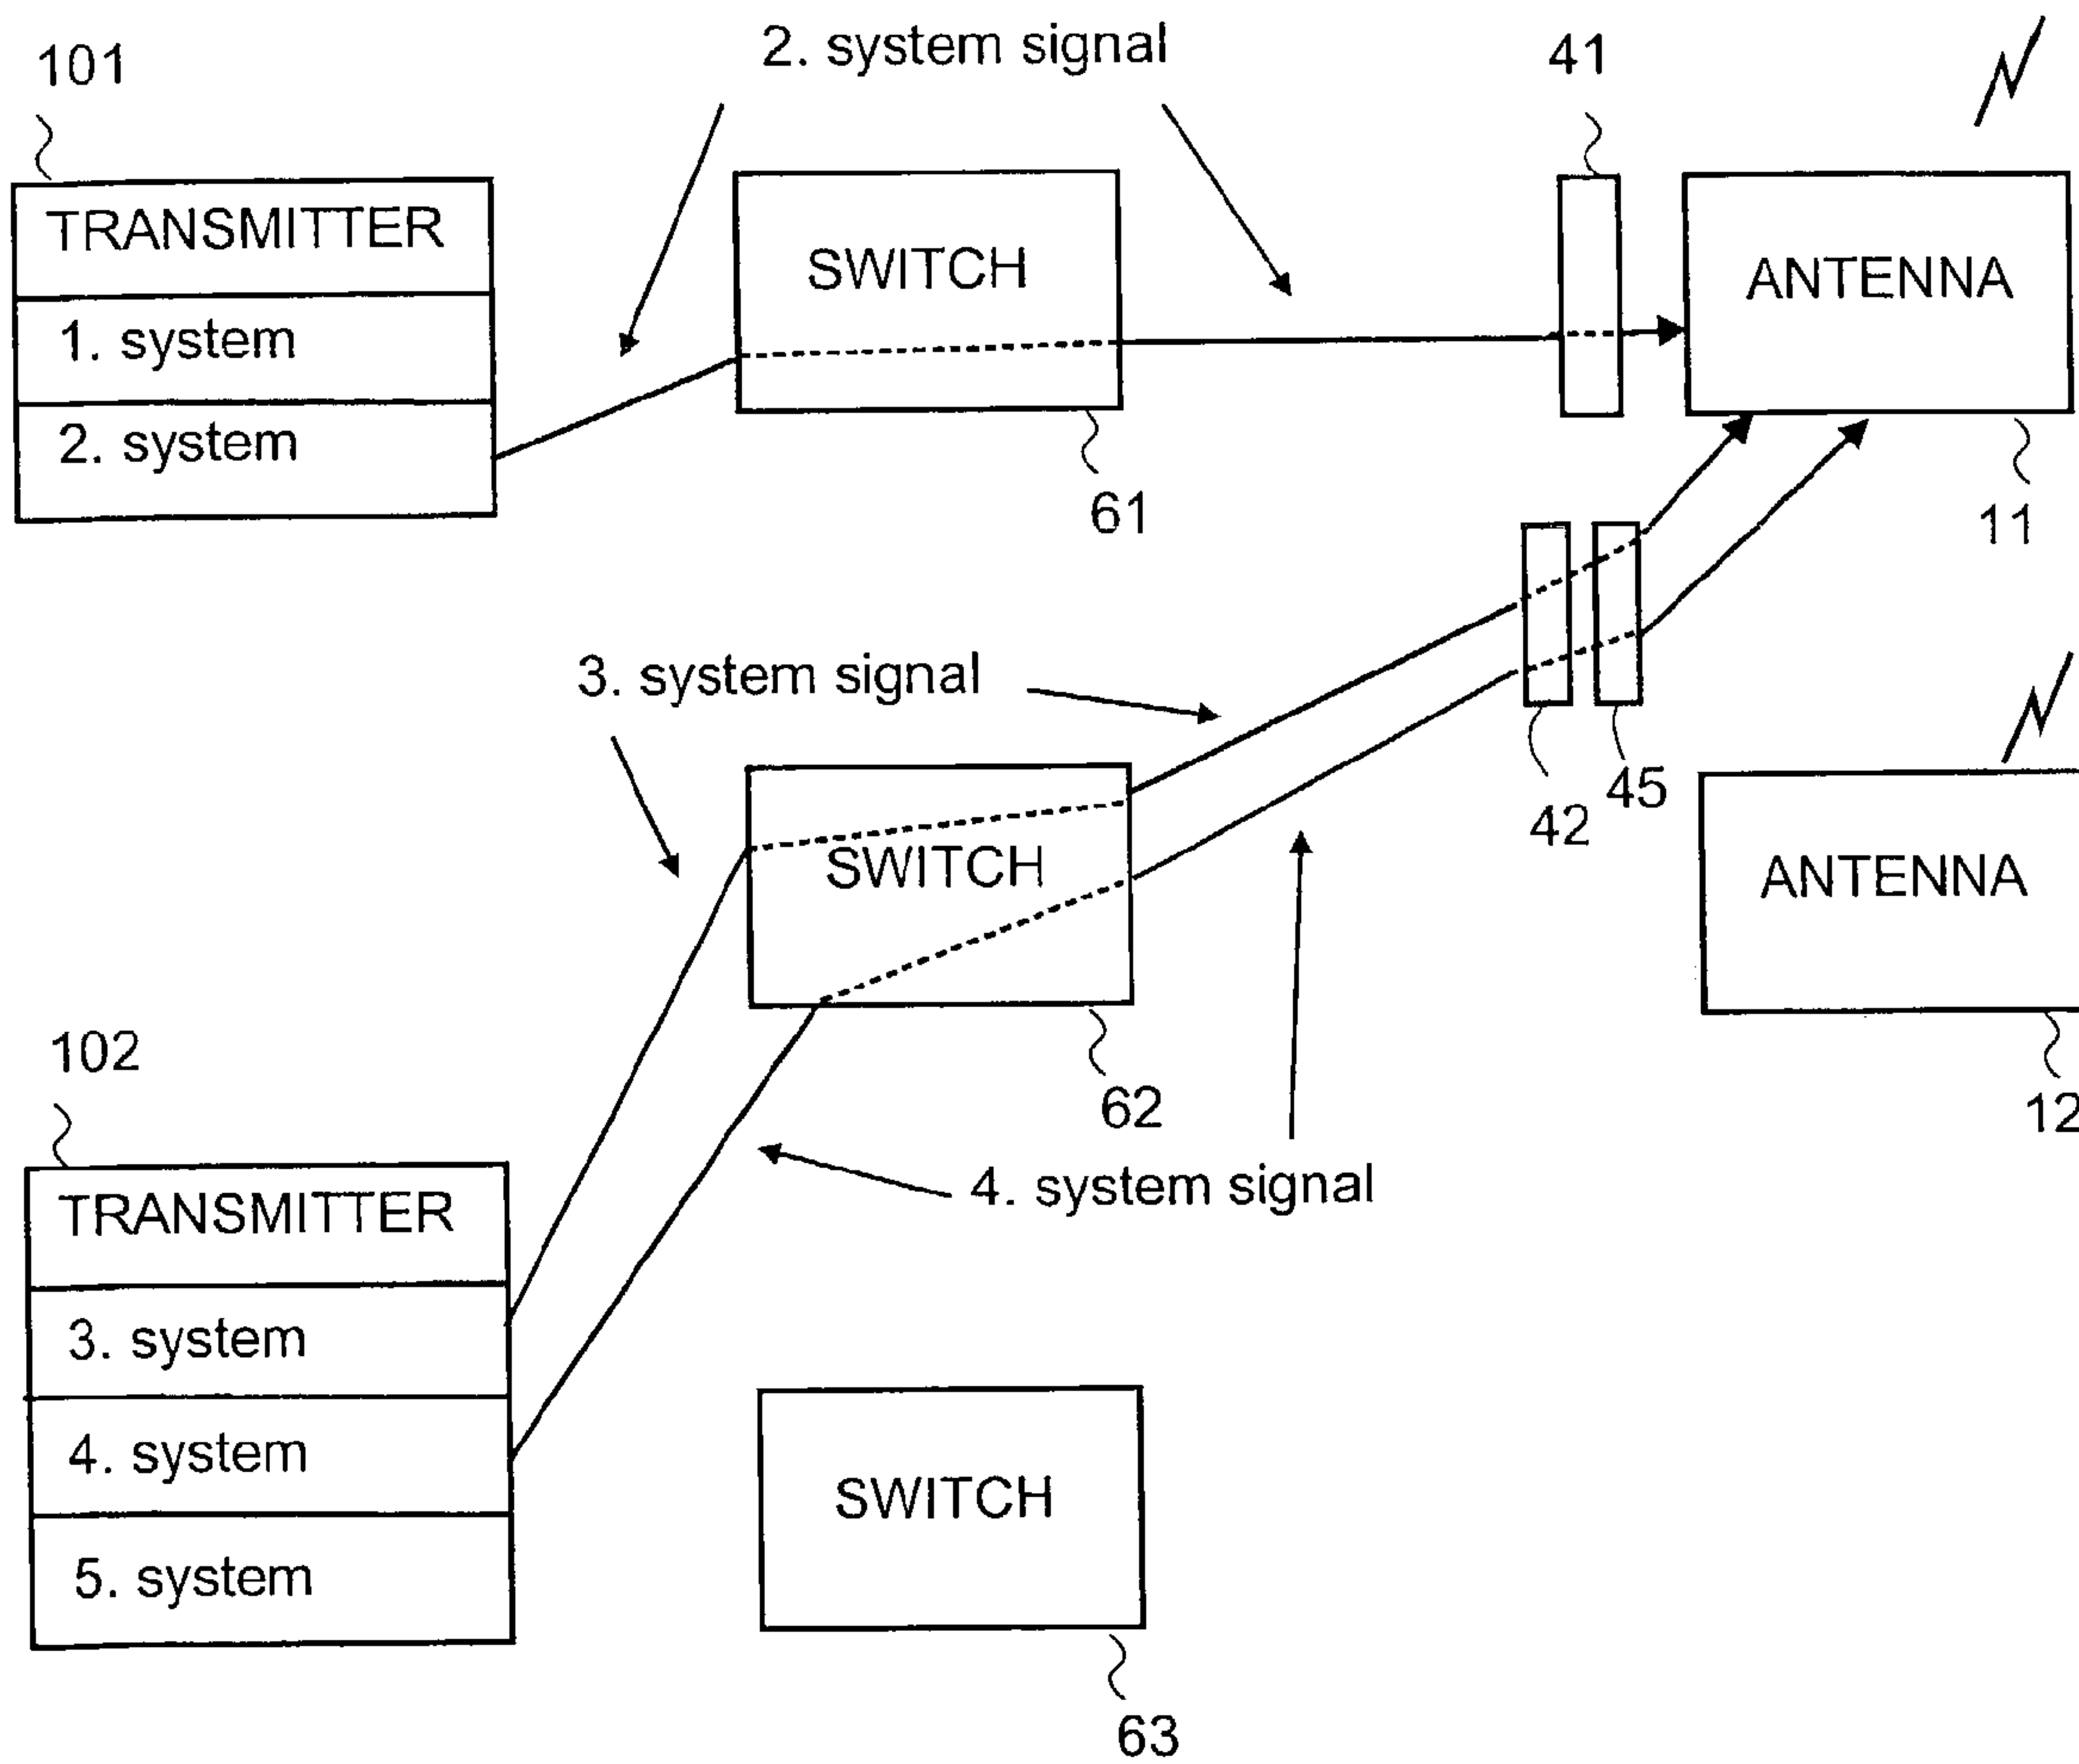 2. system signal
101
41
TRANSMITTER
1. system
2. system
SWITCH
ANTENNA
61
11
3. system signal
42
45
SWITCH
ANTENNA
102
62
12
4. system signal
TRANSMITTER
3. system
4. system
5. system
SWITCH
63